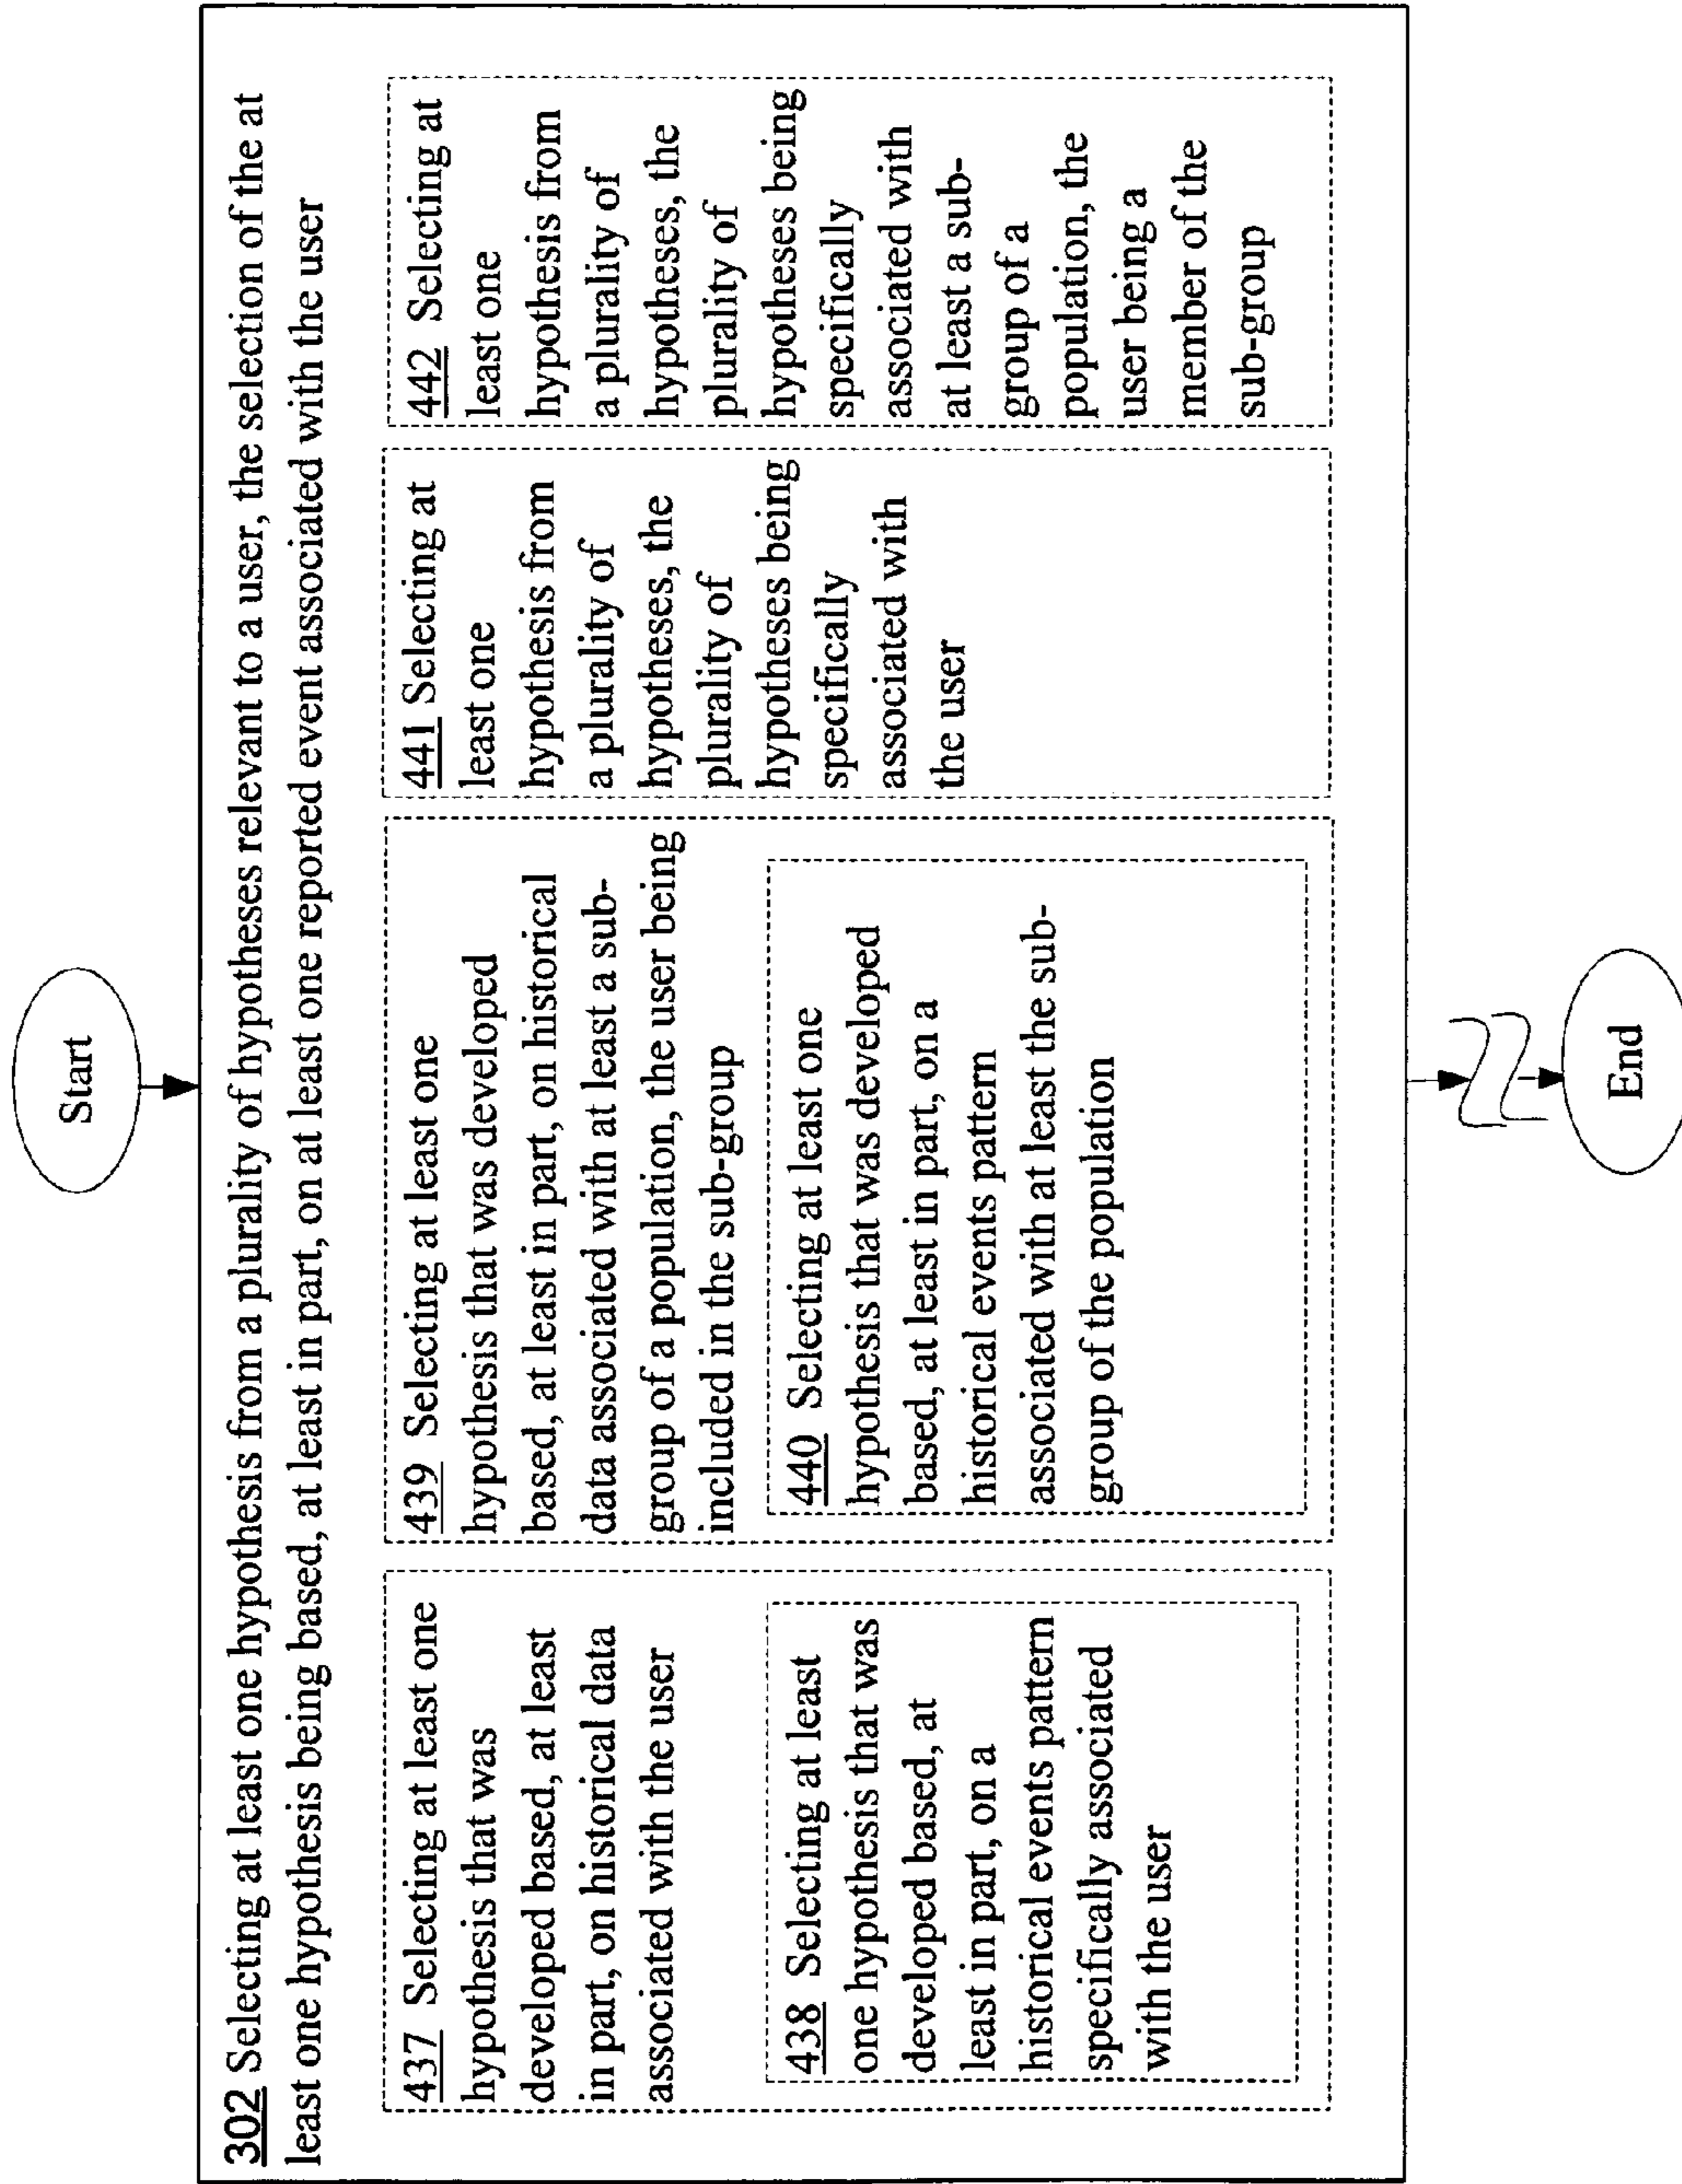 Start
302 Selecting at least one hypothesis from a plurality of hypotheses relevant to a user, the selection of the at
least one hypothesis being based, at least in part, on at least one reported event associated with the user
437 Selecting at least one
hypothesis that was
developed based, at least
in part, on historical data
associated with the user
438 Selecting at least
one hypothesis that was
developed based, at
least in part, on a
historical events pattern
specifically associated
with the user
439 Selecting at least one
hypothesis that was developed
based, at least in part, on historical
data associated with at least a sub-
group of a population, the user being
included in the sub-group
440 Selecting at least one
hypothesis that was developed
based, at least in part, on a
historical events pattern
associated with at least the sub-
group of the population
441 Selecting at
least one
hypothesis from
a plurality of
hypotheses, the
plurality of
hypotheses being
specifically
associated with
the user
442 Selecting at
least one
hypothesis from
a plurality of
hypotheses, the
plurality of
hypotheses being
specifically
associated with
at least a sub-
group of a
population, the
user being a
member of the
sub-group
End